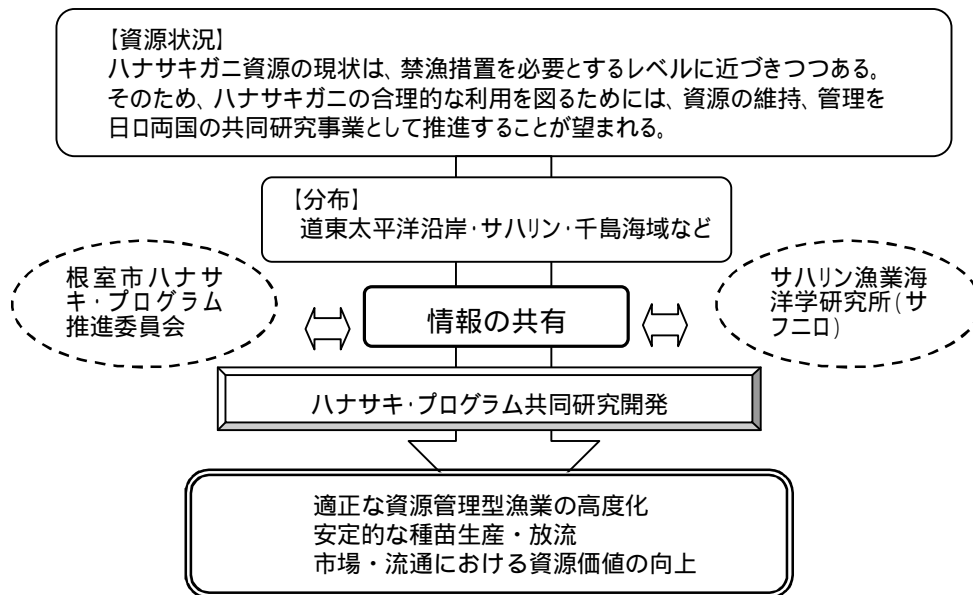 【資源状況】
ハナサキガニ資源の現状は、禁漁措置を必要とするレベルに近づきつつある。
そのため、ハナサキガニの合理的な利用を図るためには、資源の維持、管理を
日ロ両国の共同研究事業として推進することが望まれる。
【分布】
道東太平洋沿岸・サハリン・千島海域など
根室市ハナサ
キ・プログラム
推進委員会
情報の共有
サハリン漁業海
洋学研究所(サ
フニロ)
ハナサキ・プログラム共同研究開発
適正な資源管理型漁業の高度化
安定的な種苗生産・放流
市場・流通における資源価値の向上